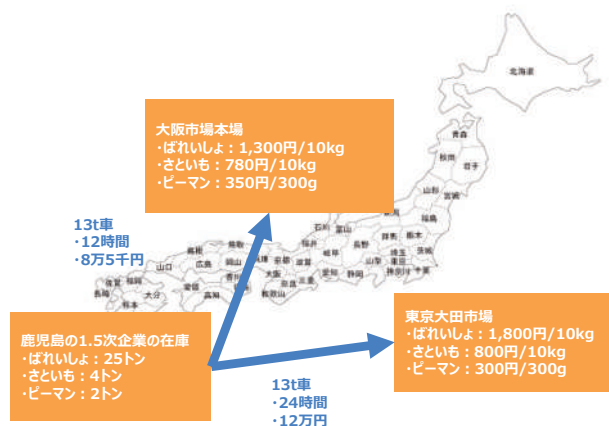 北海道
青森
秋田
岩手
山形
宮城
福島
大阪市場本場
・ばれいしょ：1,300円/10kg
・さといも：780円/10kg
・ピーマン：350円/300g
石川
富山
群馬
栃木
福井
長野
茨城
岐阜
埼玉
山梨
東京
愛知
静岡
神奈川
千葉
13t車
・12時間
・8万5千円
鳥取
島根
山口
広島
岡山
京都
滋賀
大阪
奈良
三重
和歌山
香川
愛媛
高知
佐賀
福岡
長崎
大分
熊本
鹿児島の1.5次企業の在庫
・ばれいしょ：25トン
・さといも：4トン
・ピーマン：2トン
東京大田市場
・ばれいしょ：1,800円/10kg
・さといも：800円/10kg
・ピーマン：300円/300g
13t車
・24時間
・12万円